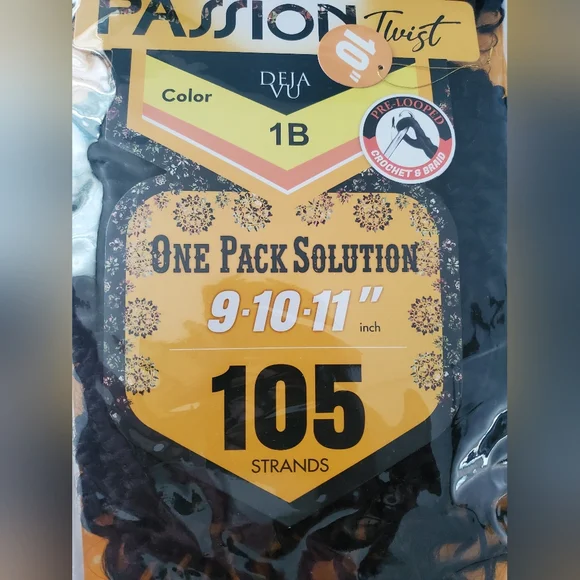 PASSION Twist
10"
DEJA
VU
Color
1B
PRE-LOOPED
CROCHET & BRAID
ONE PACK SOLUTION
9·10·11" inch
105
STRANDS